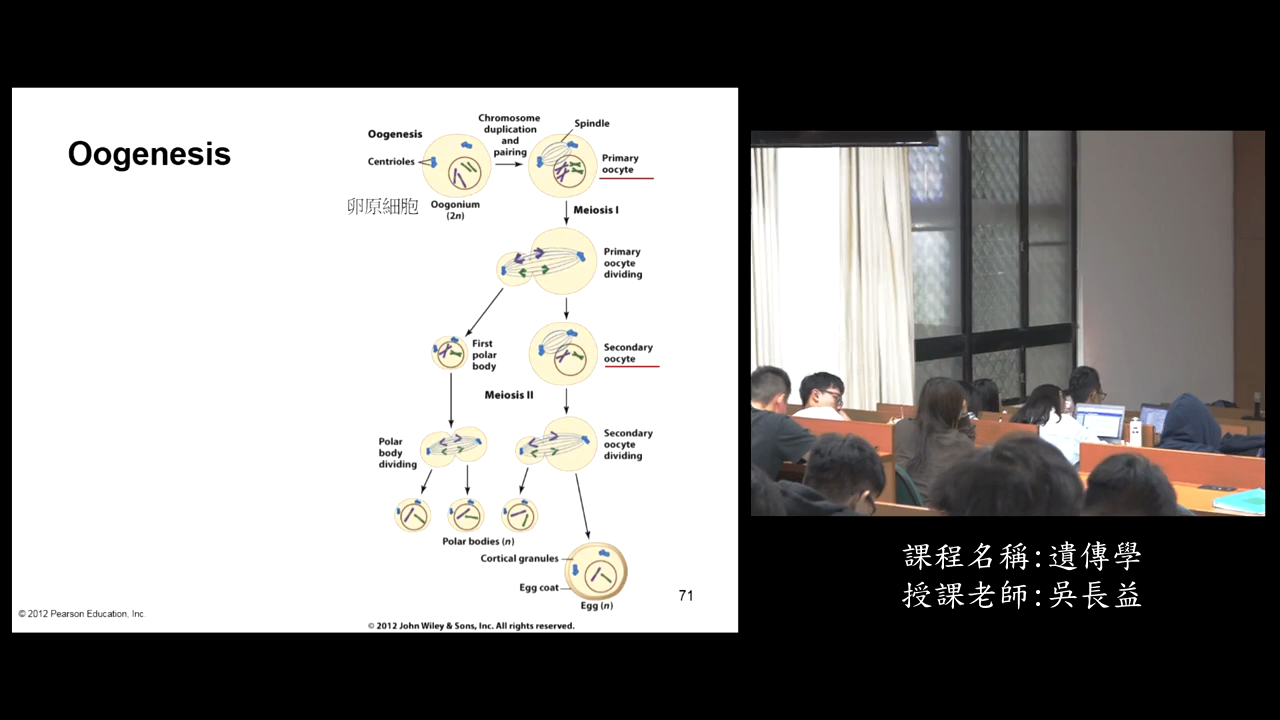 Oogenesis
Oogenesis
Centrioles
Chromosome
duplication
and
pairing
Spindle
Primary
oocyte
卵原細胞
Oogonium
(2n)
Meiosis I
Primary
oocyte
dividing
First
polar
body
Secondary
oocyte
Meiosis II
Polar
body
dividing
Secondary
oocyte
dividing
Polar bodies (n)
Cortical granules
Egg coat
Egg (n)
71
© 2012 Pearson Education, Inc.
© 2012 John Wiley & Sons, Inc. All rights reserved.
課程名稱:遺傳學
授課老師:吳長益